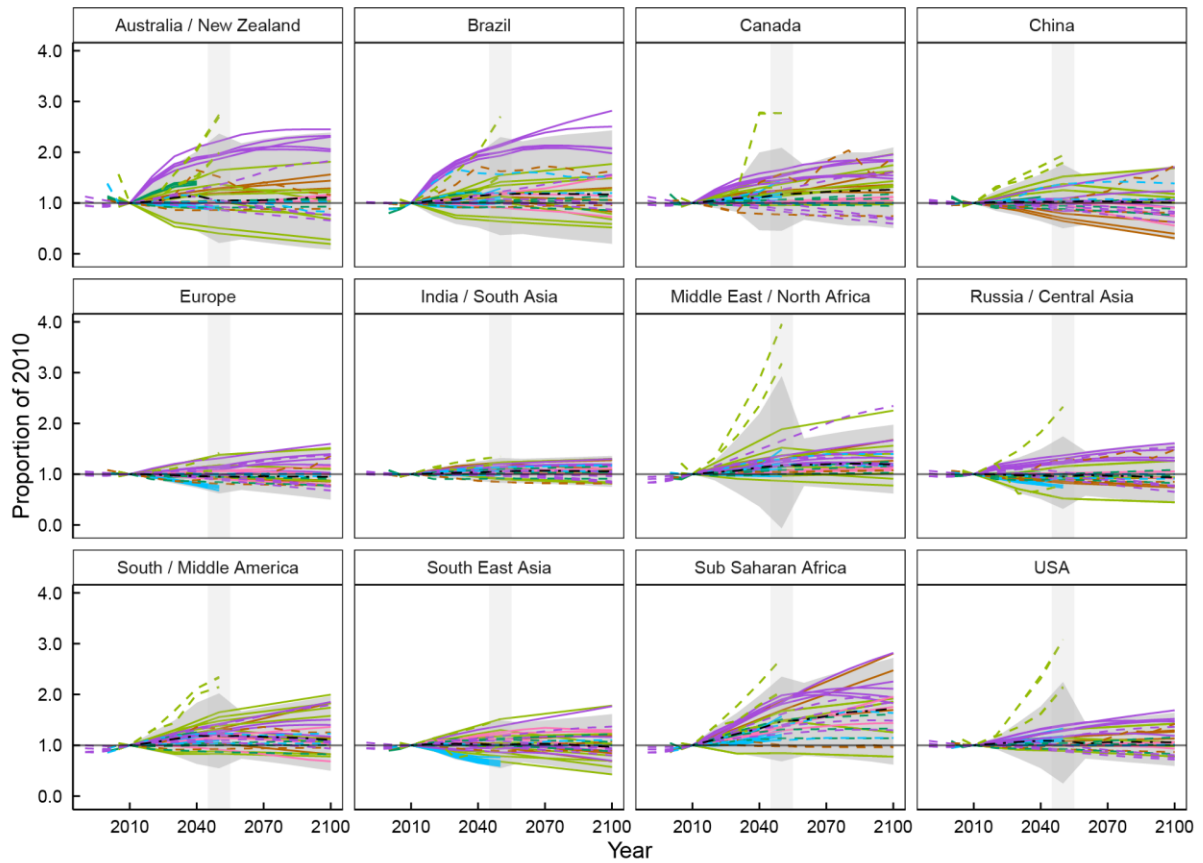 Australia / New Zealand
Brazil
Canada
China
4.0
3.0
2.0
1.0
0.0
Europe
India / South Asia
Middle East / North Africa
Russia / Central Asia
4.0
3.0
2.0
1.0
0.0
Proportion of 2010
South / Middle America
South East Asia
Sub Saharan Africa
USA
4.0
3.0
2.0
1.0
0.0
2010 2040 2070 2100 2010 2040 2070 2100 2010 2040 2070 2100 2010 2040 2070 2100
Year